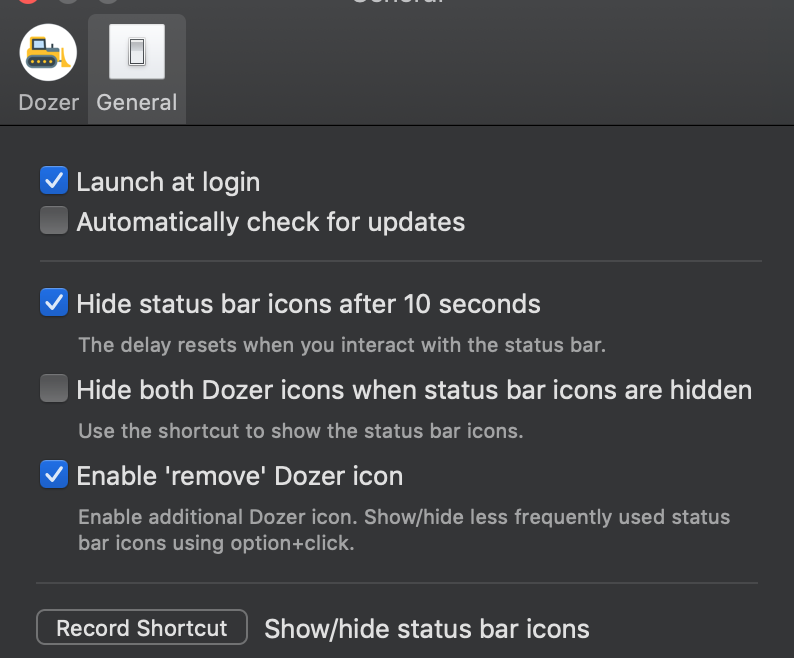 General
Dozer
General
Launch at login
Automatically check for updates
Hide status bar icons after 10 seconds
The delay resets when you interact with the status bar.
Hide both Dozer icons when status bar icons are hidden
Use the shortcut to show the status bar icons.
Enable 'remove' Dozer icon
Enable additional Dozer icon. Show/hide less frequently used status
bar icons using option+click.
Record Shortcut
Show/hide status bar icons